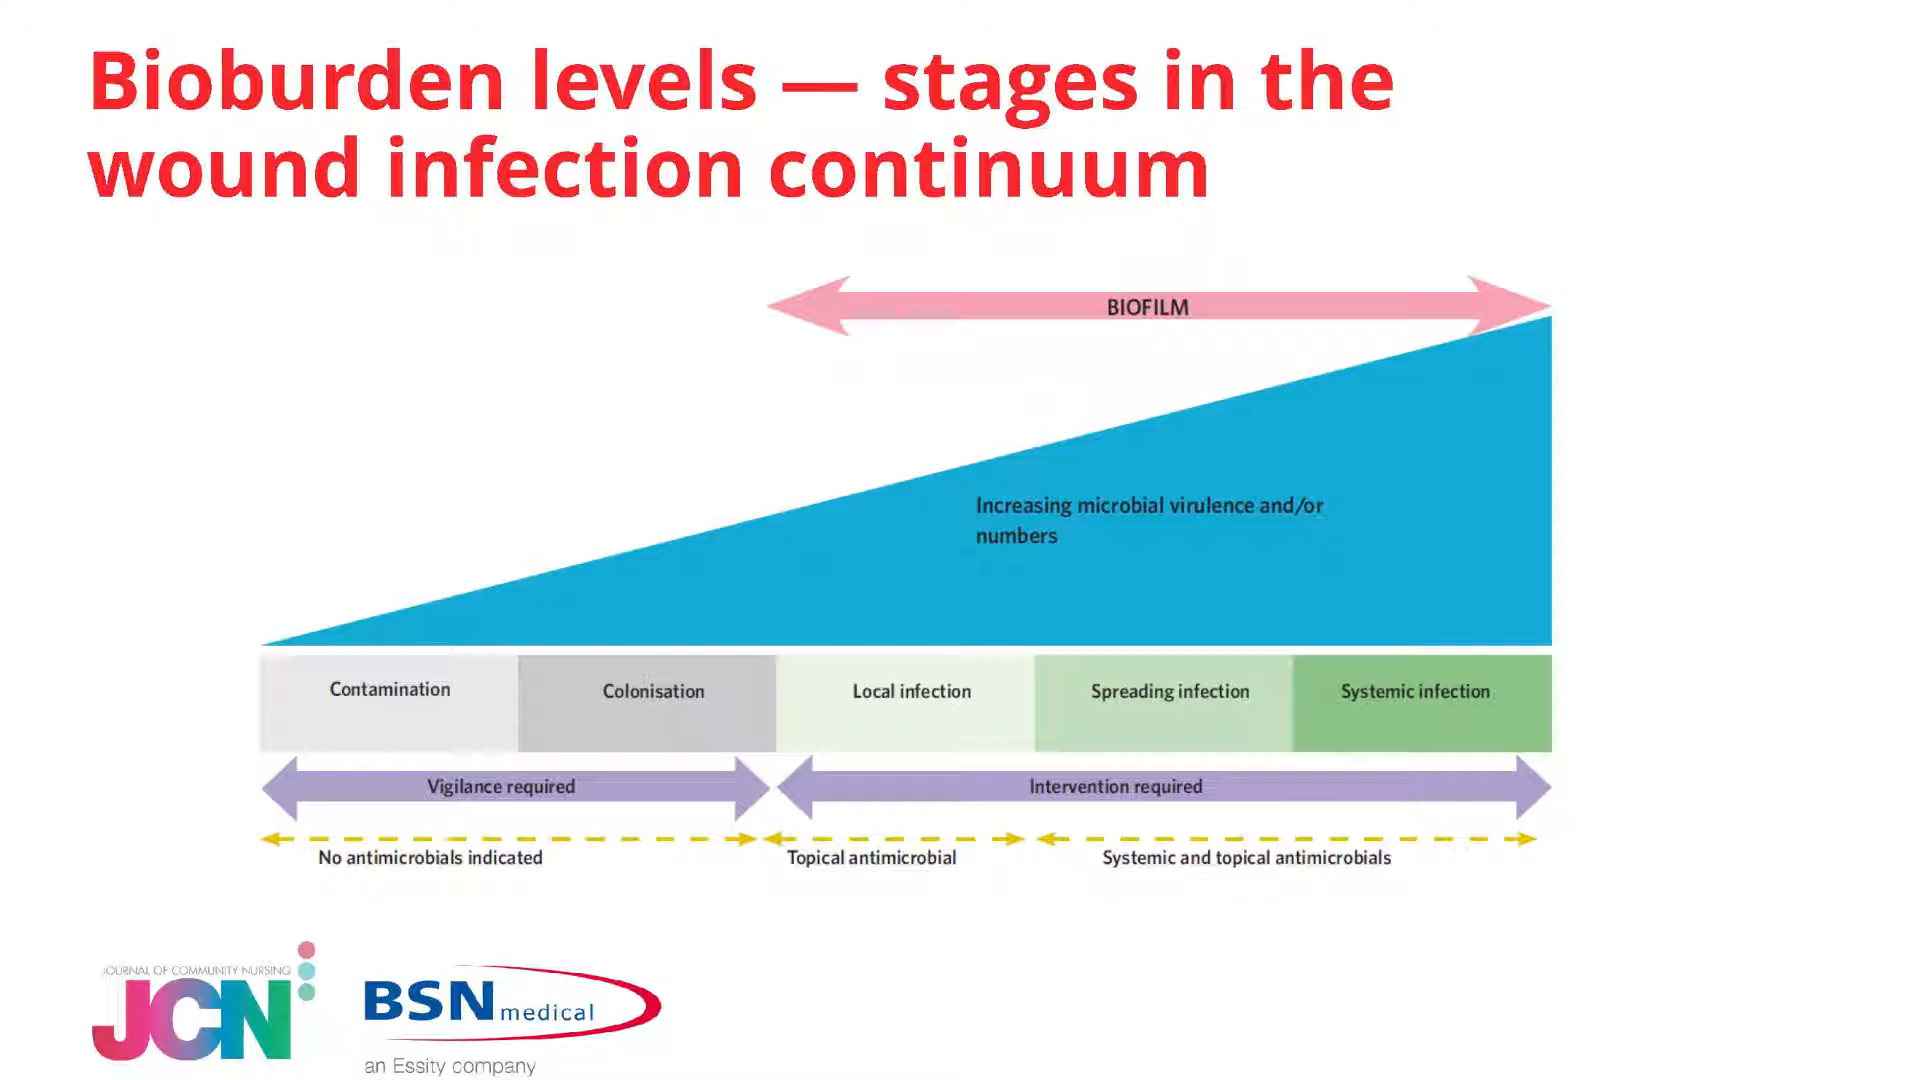 Bioburden levels — stages in the
wound infection continuum
BIOFILM
Increasing microbial virulence and/or
numbers
Contamination
Colonisation
Local infection
Spreading infection
Systemic infection
Vigilance required
Intervention required
No antimicrobials indicated
Topical antimicrobial
Systemic and topical antimicrobials
JOURNAL OF COMMUNITY NURSING
JCN
BSN medical
an Essity company